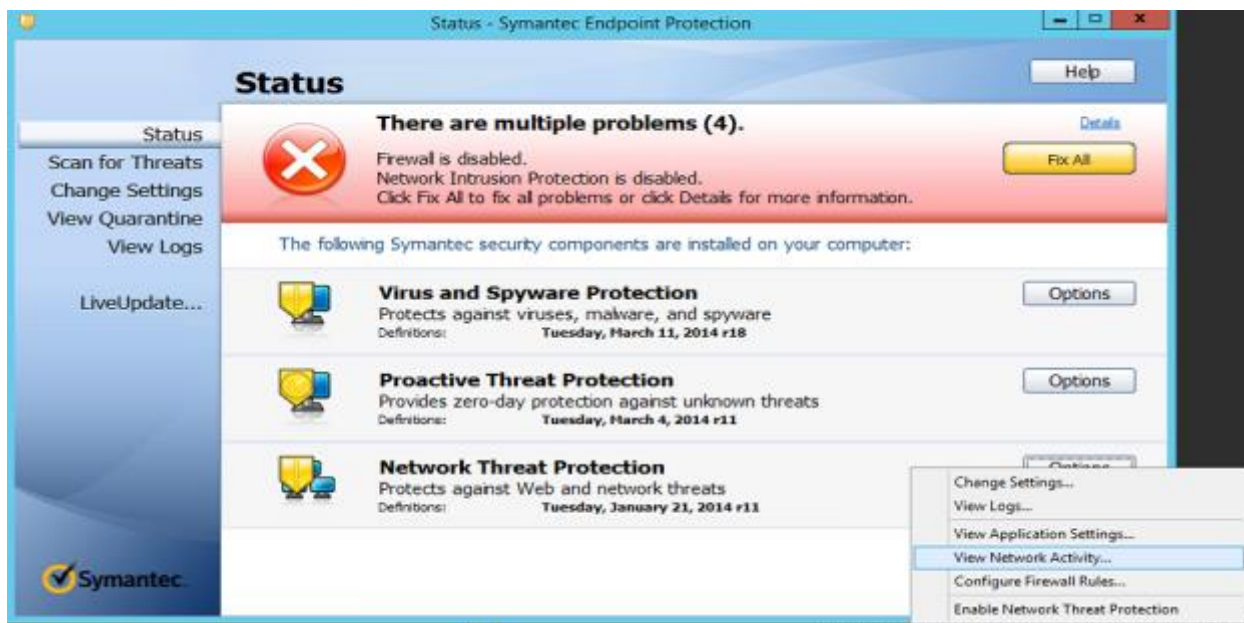 Status - Symantec Endpoint Protection
Status
Help
Status
Scan for Threats
Change Settings
View Quarantine
View Logs
LiveUpdate...
There are multiple problems (4).
Details
Firewall is disabled.
Network Intrusion Protection is disabled.
Click Fix All to fix all problems or click Details for more information.
Fix All
The following Symantec security components are installed on your computer:
Virus and Spyware Protection
Protects against viruses, malware, and spyware
Definitions: Tuesday, March 11, 2014 r18
Options
Proactive Threat Protection
Provides zero-day protection against unknown threats
Definitions: Tuesday, March 4, 2014 r11
Options
Network Threat Protection
Protects against Web and network threats
Definitions: Tuesday, January 21, 2014 r11
Options
Change Settings...
View Logs...
View Application Settings...
View Network Activity...
Configure Firewall Rules...
Enable Network Threat Protection
Symantec.